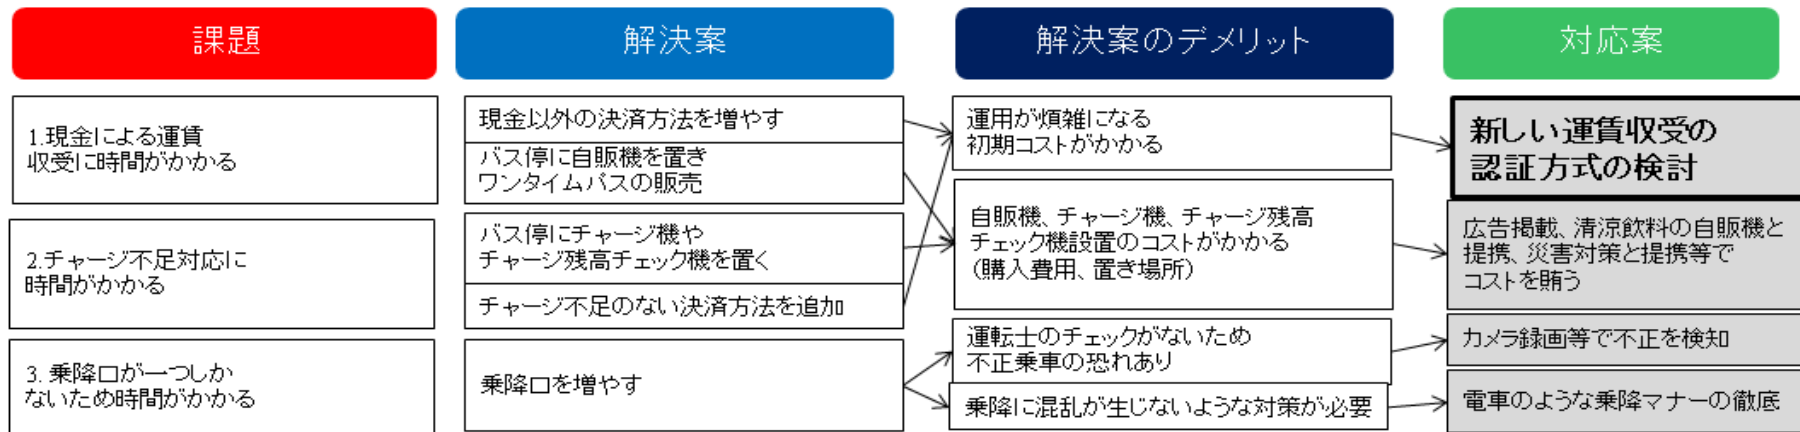 課題
解決案
解決案のデメリット
対応案
1.現金による運賃
収受に時間がかかる
2.チャージ不足対応に
時間がかかる
3. 乗降口が一つしか
ないため時間がかかる
現金以外の決済方法を増やす
バス停に自販機を置き
ワンタイムパスの販売
バス停にチャージ機や
チャージ残高チェック機を置く
チャージ不足のない決済方法を追加
乗降口を増やす
運用が煩雑になる
初期コストがかかる
自販機、チャージ機、チャージ残高
チェック機設置のコストがかかる
（購入費用、置き場所）
運転士のチェックがないため
不正乗車の恐れあり
乗降に混乱が生じないような対策が必要
新しい運賃収受の
認証方式の検討
広告掲載、清涼飲料の自販機と
提携、災害対策と提携等で
コストを賄う
カメラ録画等で不正を検知
電車のような乗降マナーの徹底